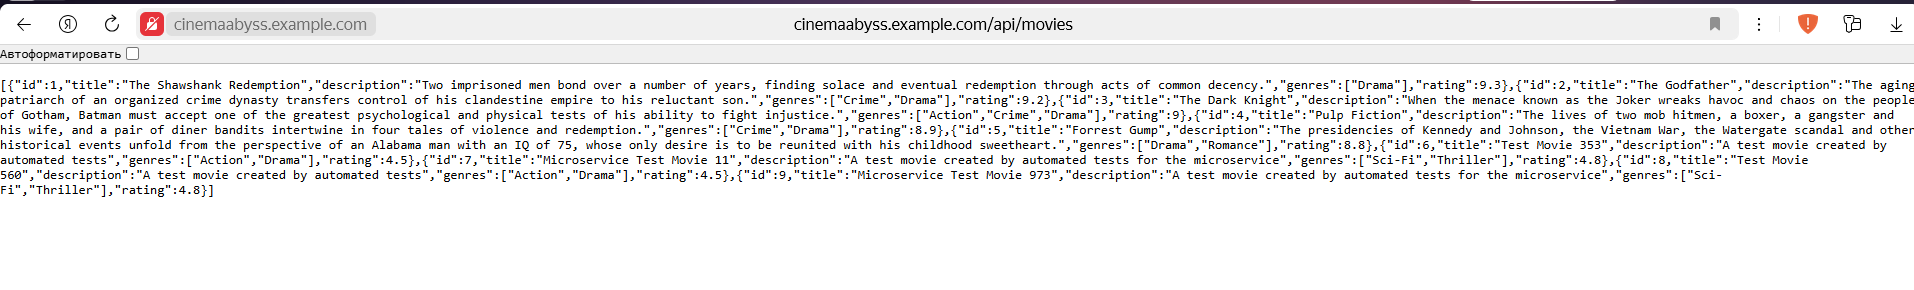 cinemaabyss.example.com cinemaabyss.example.com/api/movies
Автоформатировать
[{"id":1,"title":"The Shawshank Redemption","description":"Two imprisoned men bond over a number of years, finding solace and eventual redemption through acts of common decency.","genres":["Drama"],"rating":9.3},{"id":2,"title":"The Godfather","description":"The aging
patriarch of an organized crime dynasty transfers control of his clandestine empire to his reluctant son.","genres":["Crime","Drama"],"rating":9.2},{"id":3,"title":"The Dark Knight","description":"When the menace known as the Joker wreaks havoc and chaos on the people
of Gotham, Batman must accept one of the greatest psychological and physical tests of his ability to fight injustice.","genres":["Action","Crime","Drama"],"rating":9},{"id":4,"title":"Pulp Fiction","description":"The lives of two mob hitmen, a boxer, a gangster and
his wife, and a pair of diner bandits intertwine in four tales of violence and redemption.","genres":["Crime","Drama"],"rating":8.9},{"id":5,"title":"Forrest Gump","description":"The presidencies of Kennedy and Johnson, the Vietnam War, the Watergate scandal and other
historical events unfold from the perspective of an Alabama man with an IQ of 75, whose only desire is to be reunited with his childhood sweetheart.","genres":["Drama","Romance"],"rating":8.8},{"id":6,"title":"Test Movie 353","description":"A test movie created by
automated tests","genres":["Action","Drama"],"rating":4.5},{"id":7,"title":"Microservice Test Movie 11","description":"A test movie created by automated tests for the microservice","genres":["Sci-Fi","Thriller"],"rating":4.8},{"id":8,"title":"Test Movie
560","description":"A test movie created by automated tests","genres":["Action","Drama"],"rating":4.5},{"id":9,"title":"Microservice Test Movie 973","description":"A test movie created by automated tests for the microservice","genres":["Sci-
Fi","Thriller"],"rating":4.8}]